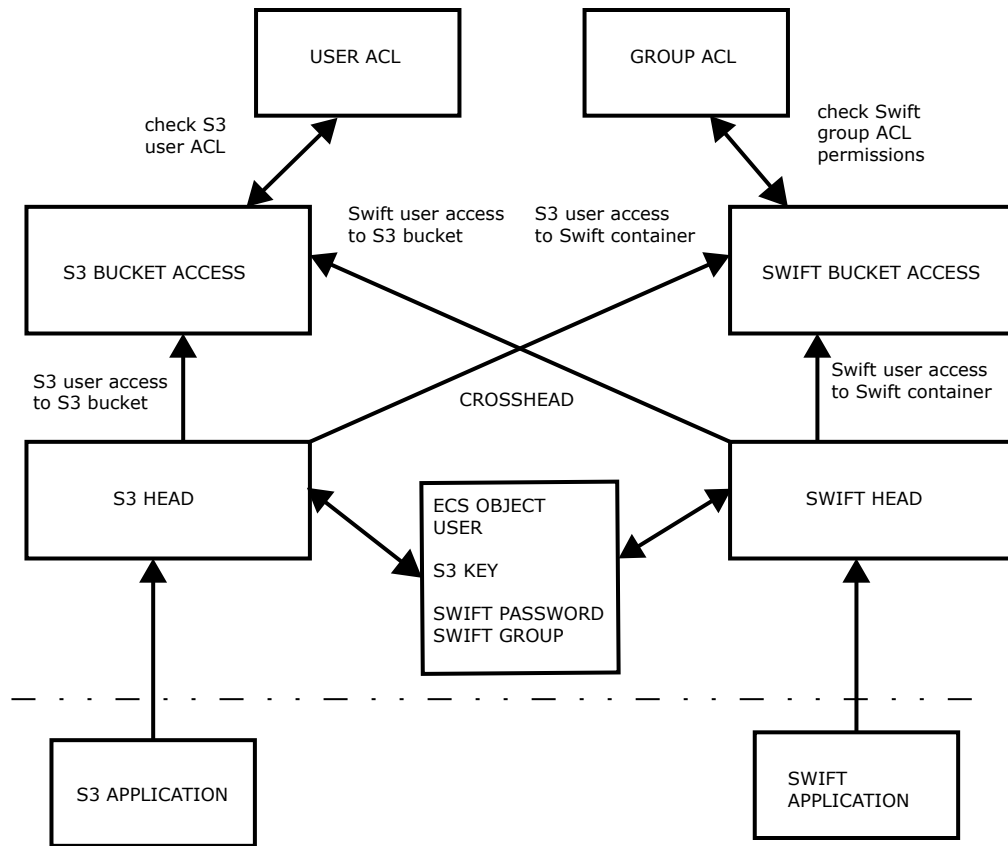 USER ACL
GROUP ACL
check S3
user ACL
check Swift
group ACL
permissions
Swift user access
to S3 bucket
S3 user access
to Swift container
S3 BUCKET ACCESS
SWIFT BUCKET ACCESS
S3 user access
to S3 bucket
CROSSHEAD
Swift user access
to Swift container
S3 HEAD
SWIFT HEAD
ECS OBJECT
USER
S3 KEY
SWIFT PASSWORD
SWIFT GROUP
S3 APPLICATION
SWIFT
APPLICATION